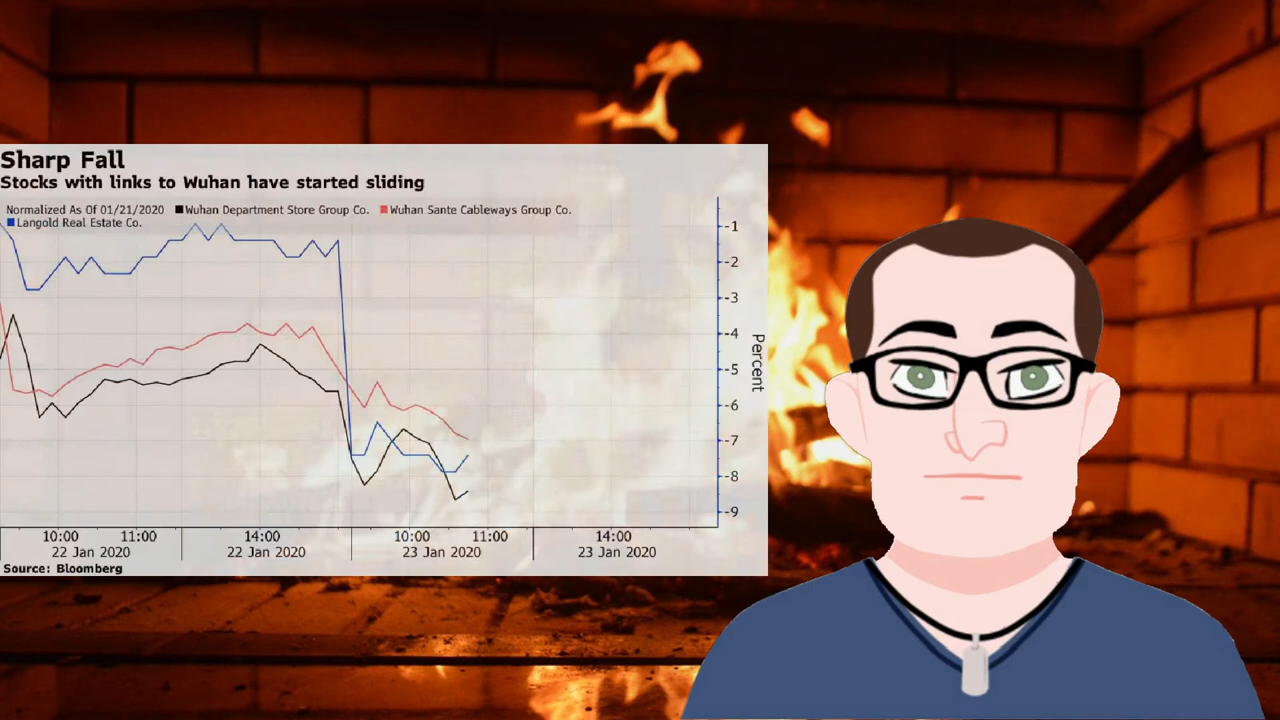 Sharp Fall
Stocks with links to Wuhan have started sliding
Normalized As Of 01/21/2020 Wuhan Department Store Group Co. Wuhan Sante Cableways Group Co.
Langold Real Estate Co.
-1
-2
-3
-4
-5
-6
-7
-8
-9
Percent
10:00 11:00 14:00 10:00 11:00 14:00
22 Jan 2020 22 Jan 2020 23 Jan 2020 23 Jan 2020
Source: Bloomberg